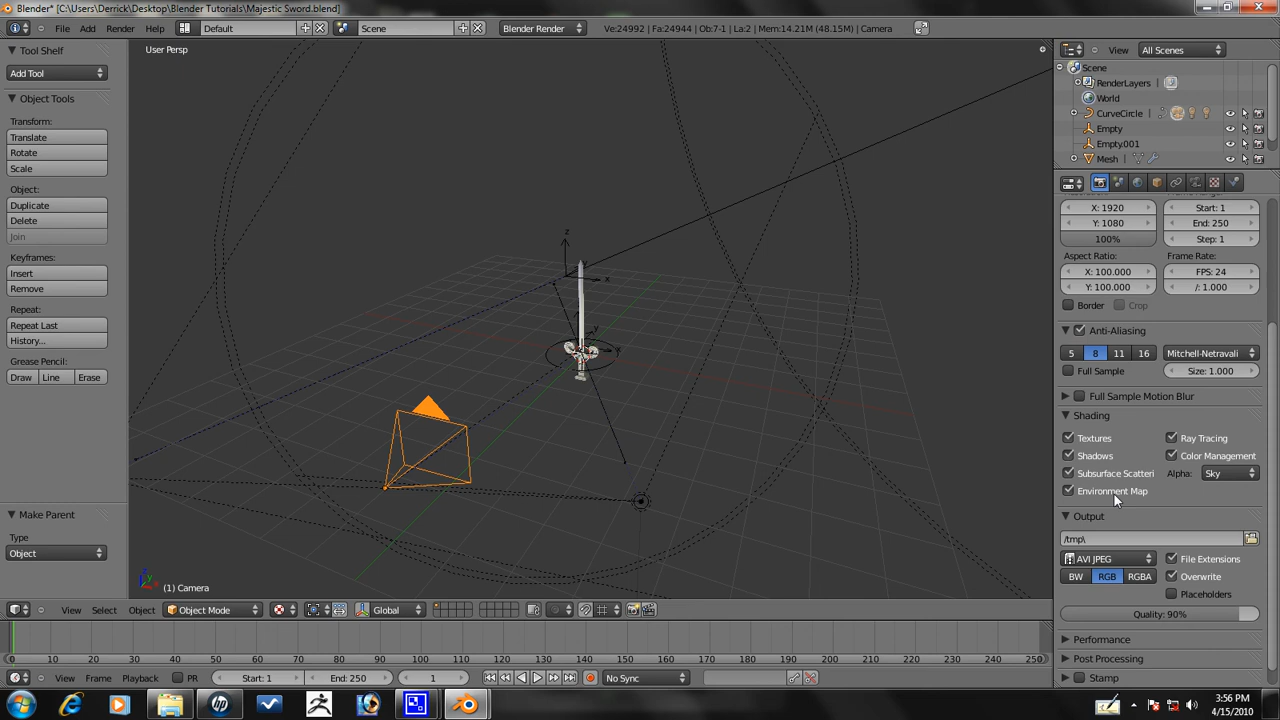 Blender* [C:\Users\Derrick\Desktop\Blender Tutorials\Majestic Sword.blend]
File Add Render Help Default Scene Blender Render Ve:24992 | Fa:24944 | Ob:7-1 | La:2 | Mem:14.21M (48.15M) | Camera
Tool Shelf
Add Tool
Object Tools
Transform:
Translate
Rotate
Scale
Object:
Duplicate
Delete
Join
Keyframes:
Insert
Remove
Repeat:
Repeat Last
History...
Grease Pencil:
Draw Line Erase
Make Parent
Type
Object
User Persp
z
x
y
x
z
y
(1) Camera
View Select Object Object Mode Global
View All Scenes
Scene
RenderLayers
World
CurveCircle
Empty
Empty.001
Mesh
X: 1920 Start: 1
Y: 1080 End: 250
100% Step: 1
Aspect Ratio: Frame Rate:
X: 100.000 FPS: 24
Y: 100.000 /: 1.000
Border Crop
Anti-Aliasing
5 8 11 16 Mitchell-Netravali
Full Sample Size: 1.000
Full Sample Motion Blur
Shading
Textures Ray Tracing
Shadows Color Management
Subsurface Scatteri Alpha: Sky
Environment Map
Output
/tmp\
AVI JPEG File Extensions
BW RGB RGBA Overwrite
Placeholders
Quality: 90%
Performance
Post Processing
Stamp
0 10 20 30 40 50 60 70 80 90 100 110 120 130 140 150 160 170 180 190 200 210 220 230 240 250
View Frame Playback PR Start: 1 End: 250 1 No Sync
3:56 PM
4/15/2010